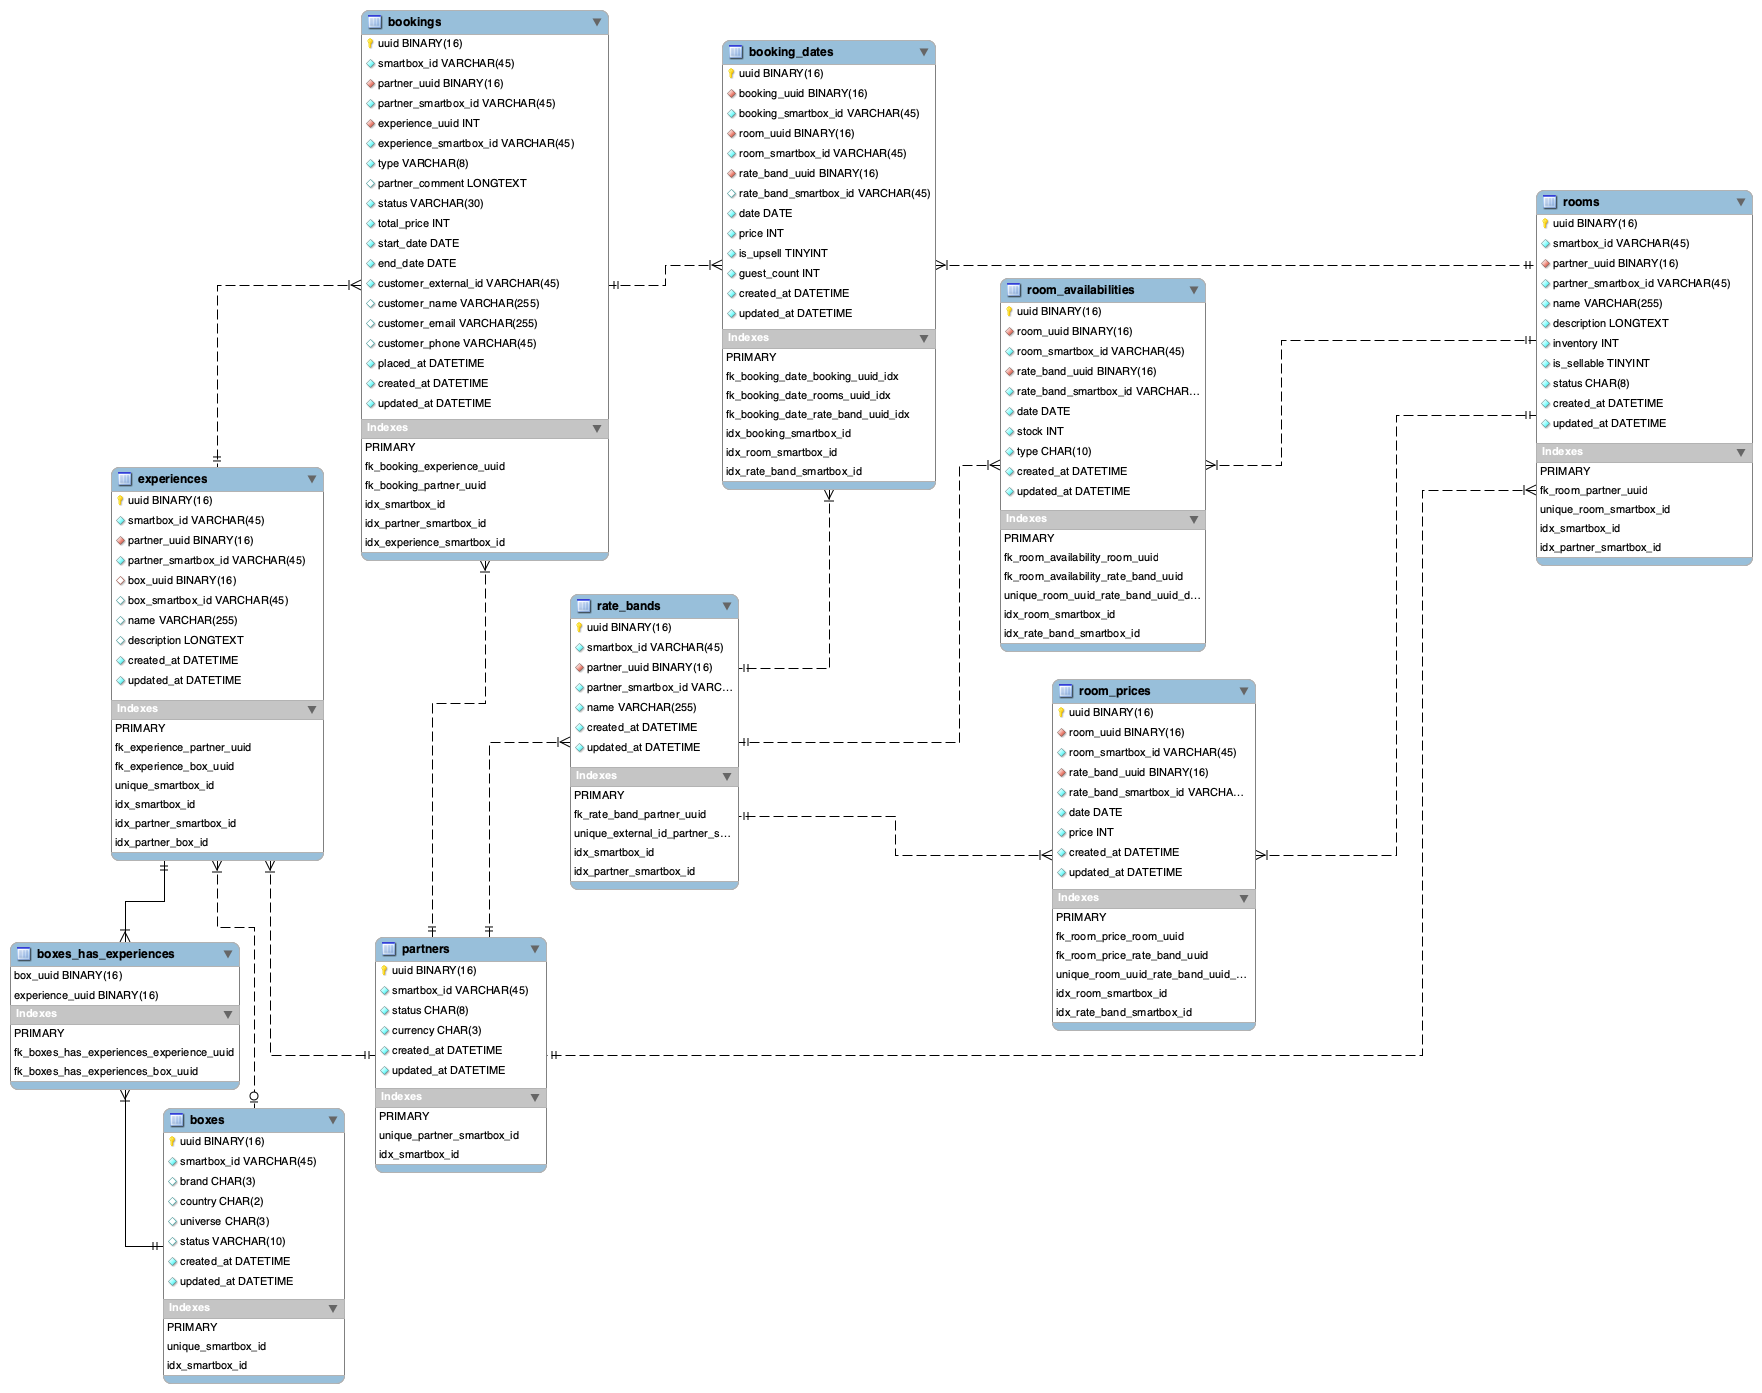 bookings
uuid BINARY(16)
smartbox_id VARCHAR(45)
partner_uuid BINARY(16)
partner_smartbox_id VARCHAR(45)
experience_uuid INT
experience_smartbox_id VARCHAR(45)
type VARCHAR(8)
partner_comment LONGTEXT
status VARCHAR(30)
total_price INT
start_date DATE
end_date DATE
customer_external_id VARCHAR(45)
customer_name VARCHAR(255)
customer_email VARCHAR(255)
customer_phone VARCHAR(45)
placed_at DATETIME
created_at DATETIME
updated_at DATETIME
Indexes
PRIMARY
fk_booking_experience_uuid
fk_booking_partner_uuid
idx_smartbox_id
idx_partner_smartbox_id
idx_experience_smartbox_id
booking_dates
uuid BINARY(16)
booking_uuid BINARY(16)
booking_smartbox_id VARCHAR(45)
room_uuid BINARY(16)
room_smartbox_id VARCHAR(45)
rate_band_uuid BINARY(16)
rate_band_smartbox_id VARCHAR(45)
date DATE
price INT
is_upsell TINYINT
guest_count INT
created_at DATETIME
updated_at DATETIME
Indexes
PRIMARY
fk_booking_date_booking_uuid_idx
fk_booking_date_rooms_uuid_idx
fk_booking_date_rate_band_uuid_idx
idx_booking_smartbox_id
idx_room_smartbox_id
idx_rate_band_smartbox_id
rooms
uuid BINARY(16)
smartbox_id VARCHAR(45)
partner_uuid BINARY(16)
partner_smartbox_id VARCHAR(45)
name VARCHAR(255)
description LONGTEXT
inventory INT
is_sellable TINYINT
status CHAR(8)
created_at DATETIME
updated_at DATETIME
Indexes
PRIMARY
fk_room_partner_uuid
unique_room_smartbox_id
idx_smartbox_id
idx_partner_smartbox_id
room_availabilities
uuid BINARY(16)
room_uuid BINARY(16)
room_smartbox_id VARCHAR(45)
rate_band_uuid BINARY(16)
rate_band_smartbox_id VARCHAR...
date DATE
stock INT
type CHAR(10)
created_at DATETIME
updated_at DATETIME
Indexes
PRIMARY
fk_room_availability_room_uuid
fk_room_availability_rate_band_uuid
unique_room_uuid_rate_band_uuid_d...
idx_room_smartbox_id
idx_rate_band_smartbox_id
experiences
uuid BINARY(16)
smartbox_id VARCHAR(45)
partner_uuid BINARY(16)
partner_smartbox_id VARCHAR(45)
box_uuid BINARY(16)
box_smartbox_id VARCHAR(45)
name VARCHAR(255)
description LONGTEXT
created_at DATETIME
updated_at DATETIME
Indexes
PRIMARY
fk_experience_partner_uuid
fk_experience_box_uuid
unique_smartbox_id
idx_smartbox_id
idx_partner_smartbox_id
idx_partner_box_id
rate_bands
uuid BINARY(16)
smartbox_id VARCHAR(45)
partner_uuid BINARY(16)
partner_smartbox_id VARC...
name VARCHAR(255)
created_at DATETIME
updated_at DATETIME
Indexes
PRIMARY
fk_rate_band_partner_uuid
unique_external_id_partner_s...
idx_smartbox_id
idx_partner_smartbox_id
room_prices
uuid BINARY(16)
room_uuid BINARY(16)
room_smartbox_id VARCHAR(45)
rate_band_uuid BINARY(16)
rate_band_smartbox_id VARCHA...
date DATE
price INT
created_at DATETIME
updated_at DATETIME
Indexes
PRIMARY
fk_room_price_room_uuid
fk_room_price_rate_band_uuid
unique_room_uuid_rate_band_uuid_...
idx_room_smartbox_id
idx_rate_band_smartbox_id
boxes_has_experiences
box_uuid BINARY(16)
experience_uuid BINARY(16)
Indexes
PRIMARY
fk_boxes_has_experiences_experience_uuid
fk_boxes_has_experiences_box_uuid
partners
uuid BINARY(16)
smartbox_id VARCHAR(45)
status CHAR(8)
currency CHAR(3)
created_at DATETIME
updated_at DATETIME
Indexes
PRIMARY
unique_partner_smartbox_id
idx_smartbox_id
boxes
uuid BINARY(16)
smartbox_id VARCHAR(45)
brand CHAR(3)
country CHAR(2)
universe CHAR(3)
status VARCHAR(10)
created_at DATETIME
updated_at DATETIME
Indexes
PRIMARY
unique_smartbox_id
idx_smartbox_id